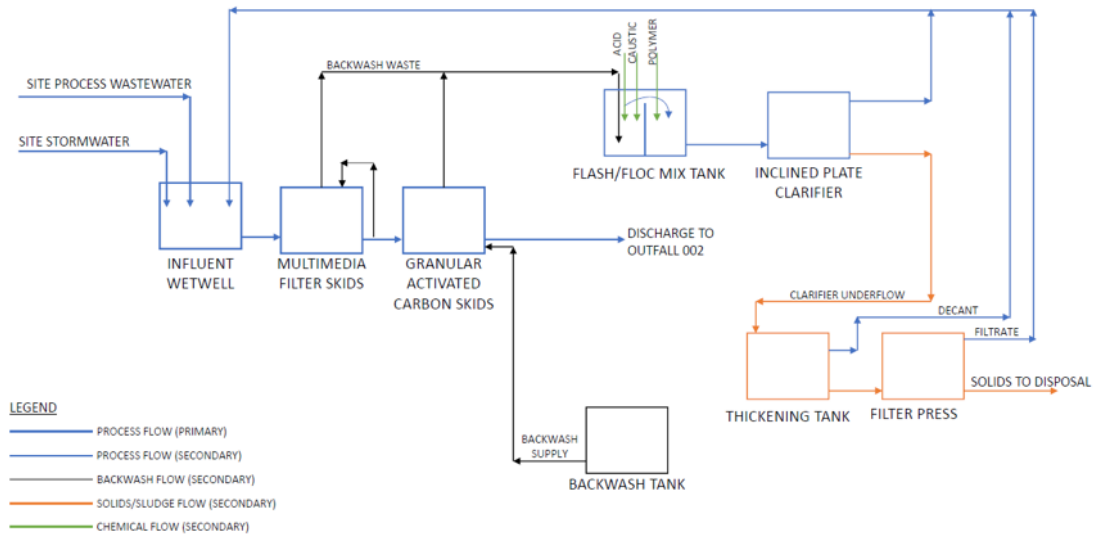 ACID
CAUSTIC
POLYMER
BACKWASH WASTE
SITE PROCESS WASTEWATER
SITE STORMWATER
FLASH/FLOC MIX TANK
INCLINED PLATE
CLARIFIER
DISCHARGE TO
OUTFALL 002
INFLUENT
WETWELL
MULTIMEDIA
FILTER SKIDS
GRANULAR
ACTIVATED
CARBON SKIDS
CLARIFIER UNDERFLOW
DECANT
FILTRATE
SOLIDS TO DISPOSAL
THICKENING TANK
FILTER PRESS
BACKWASH
SUPPLY
BACKWASH TANK
LEGEND
PROCESS FLOW (PRIMARY)
PROCESS FLOW (SECONDARY)
BACKWASH FLOW (SECONDARY)
SOLIDS/SLUDGE FLOW (SECONDARY)
CHEMICAL FLOW (SECONDARY)